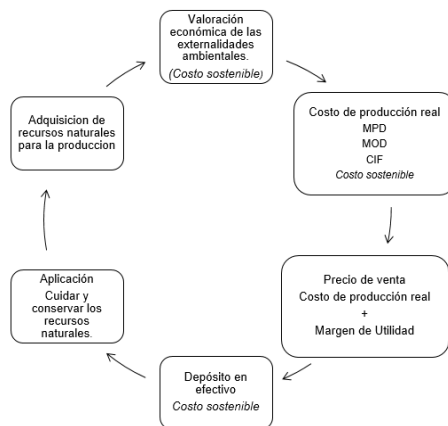 Valoración
económica de las
externalidades
ambientales.
(Costo sostenible)
Costo de producción real
MPD
MOD
CIF
Costo sostenible
Precio de venta
Costo de producción real
+
Margen de Utilidad
Depósito en
efectivo
Costo sostenible
Aplicación
Cuidar y
conservar los
recursos
naturales.
Adquisicion de
recursos naturales
para la produccion